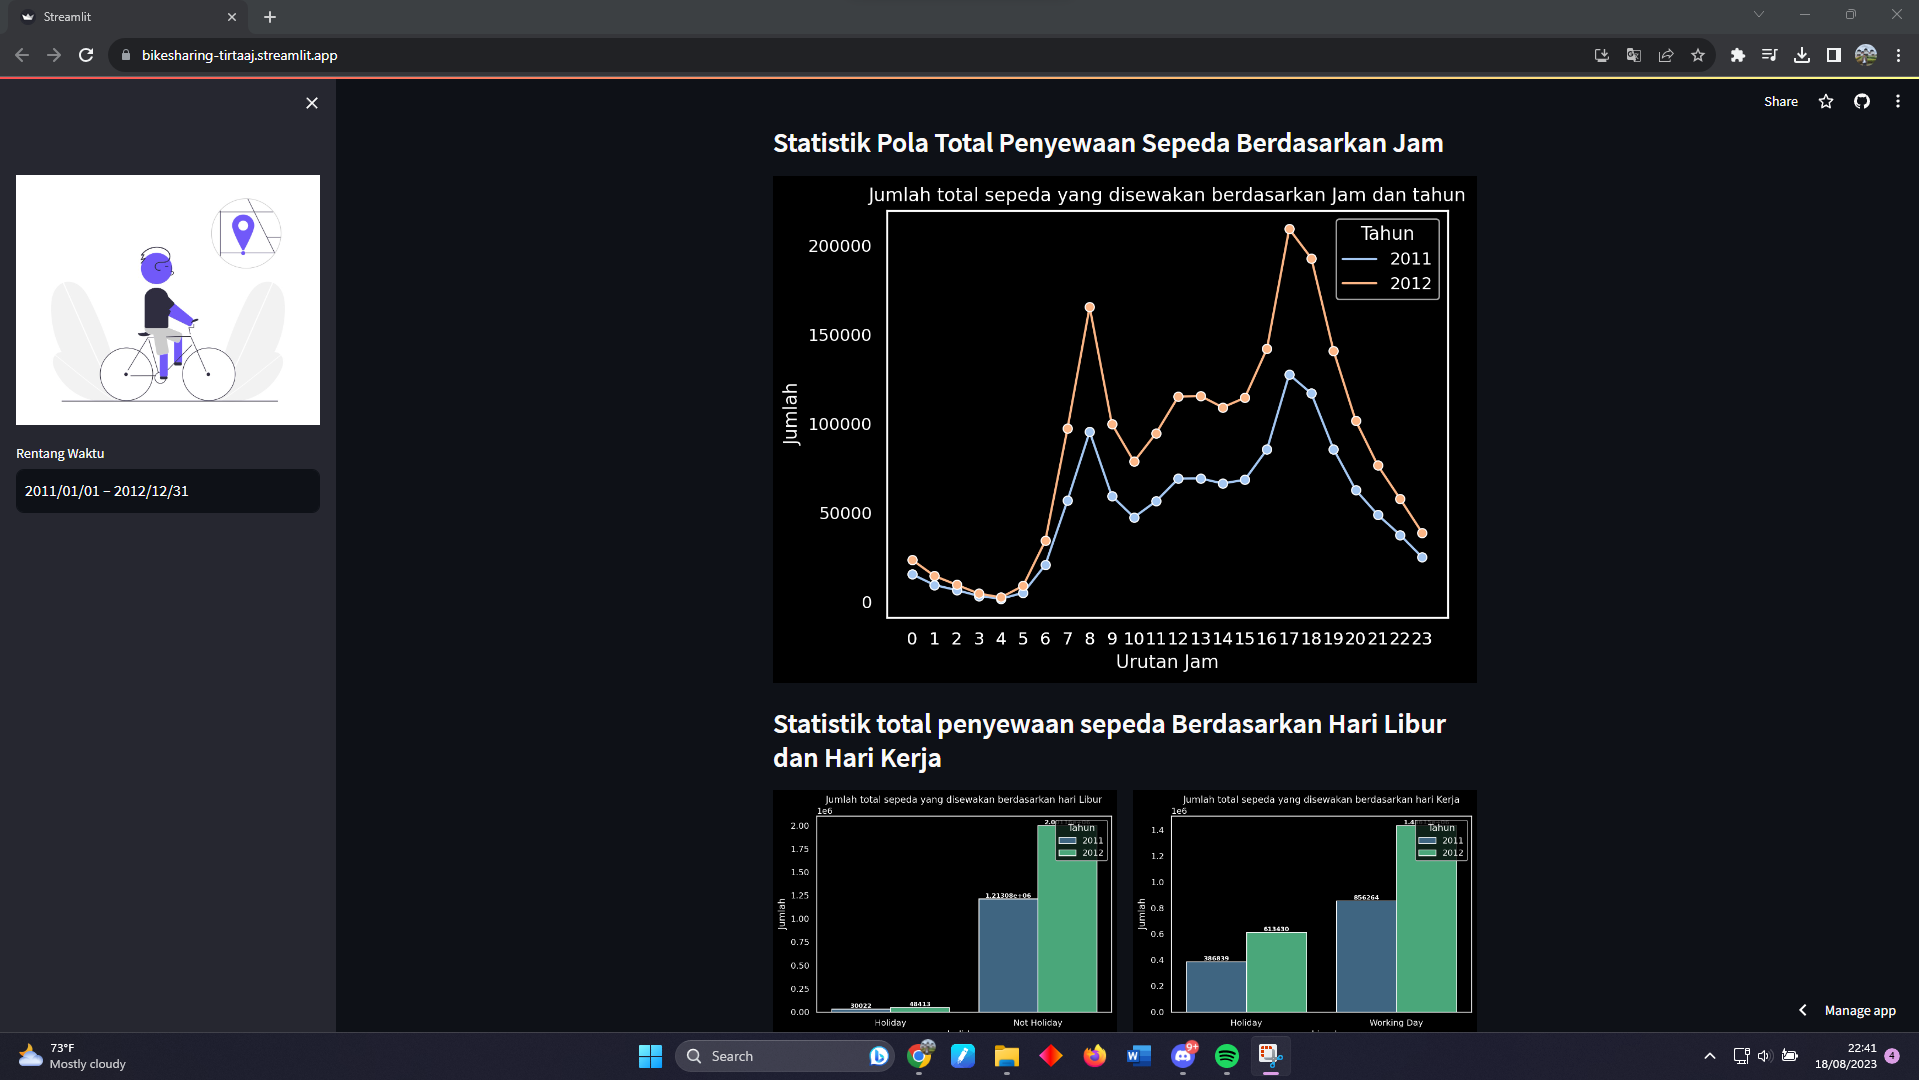 Streamlit
bikesharing-tirtaaj.streamlit.app
Share
Rentang Waktu
2011/01/01 – 2012/12/31
Statistik Pola Total Penyewaan Sepeda Berdasarkan Jam
Jumlah total sepeda yang disewakan berdasarkan Jam dan tahun
Tahun
2011
2012
200000
150000
100000
50000
0
Jumlah
0 1 2 3 4 5 6 7 8 9 10 11 12 13 14 15 16 17 18 19 20 21 22 23
Urutan Jam
Statistik total penyewaan sepeda Berdasarkan Hari Libur
dan Hari Kerja
Jumlah total sepeda yang disewakan berdasarkan hari Libur
1e6
2.00
1.75
1.50
1.25
1.00
0.75
0.50
0.25
0.00
Jumlah
Tahun
2011
2012
30022
48413
1.21308e+06
Holiday
Not Holiday
Jumlah total sepeda yang disewakan berdasarkan hari Kerja
1e6
1.4
1.2
1.0
0.8
0.6
0.4
0.2
0.0
Jumlah
Tahun
2011
2012
386839
613430
856264
Holiday
Working Day
Manage app
73°F
Mostly cloudy
Search
9+
22:41
18/08/2023
4